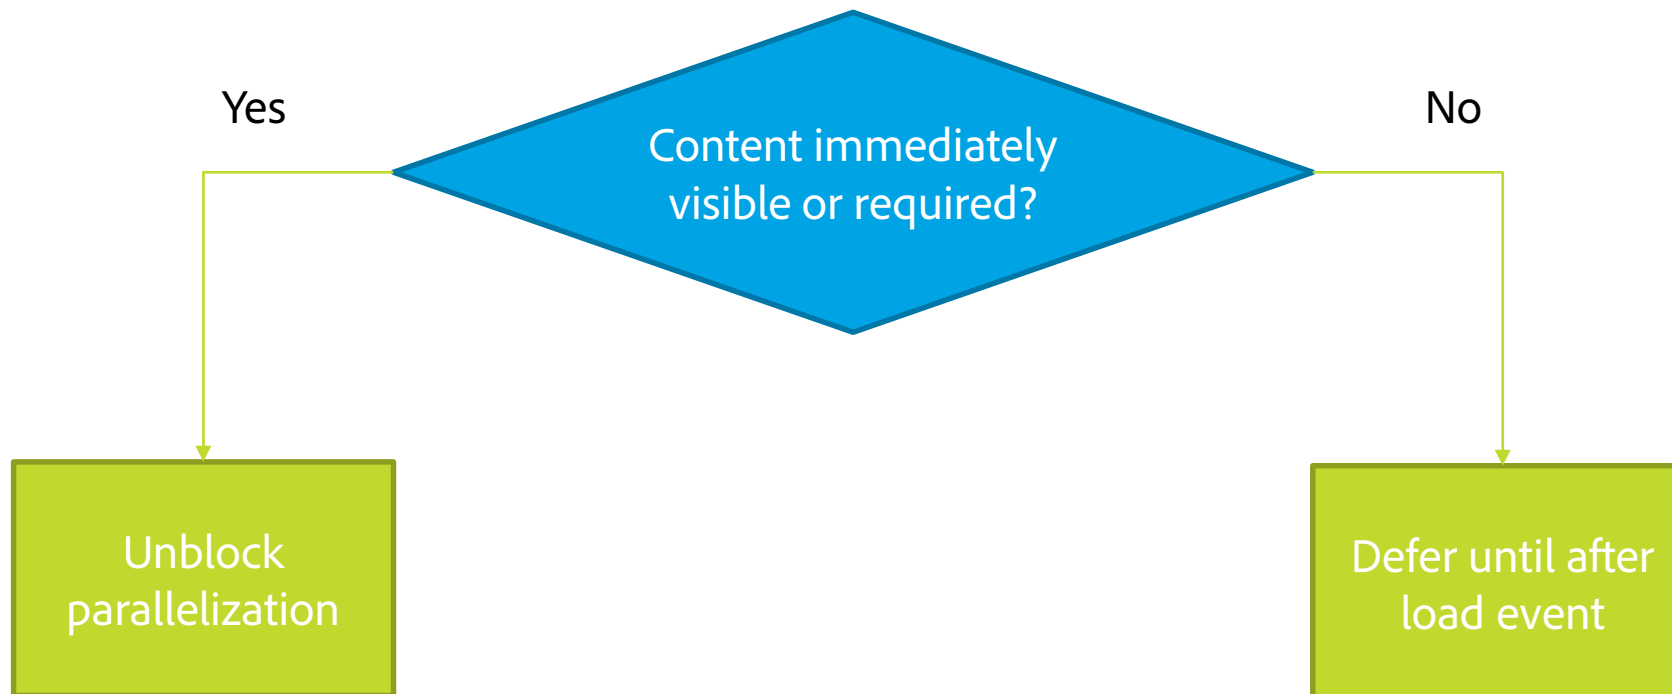 Yes
No
Content immediately
visible or required?
Unblock
parallelization
Defer until after
load event